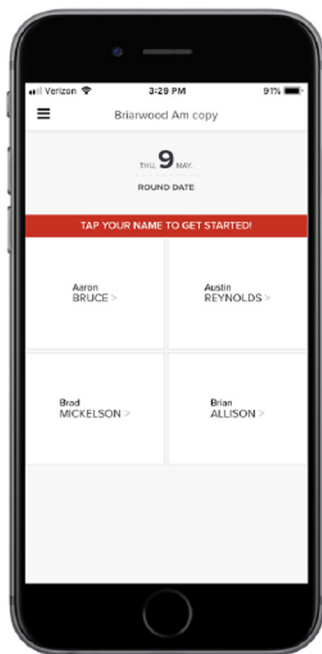 Verizon 3:29 PM 91%
Briarwood Am copy
THU. 9 MAY.
ROUND DATE
TAP YOUR NAME TO GET STARTED!
Aaron
BRUCE >
Austin
REYNOLDS >
Brad
MICKELSON >
Brian
ALLISON >